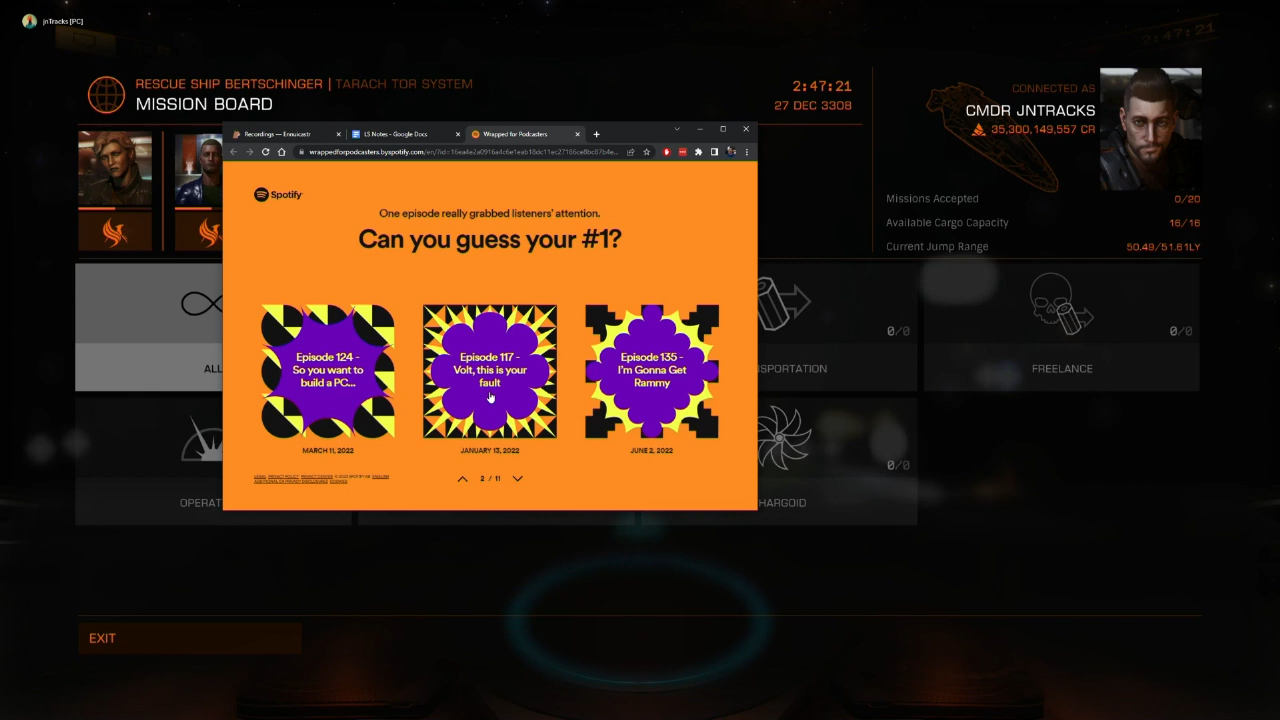 jnTracks [PC]
2:47:21
RESCUE SHIP BERTSCHINGER | TARACH TOR SYSTEM
MISSION BOARD
2:47:21
27 DEC 3308
CONNECTED AS
CMDR JNTRACKS
35,300,149,557 CR
Missions Accepted 0/20
Available Cargo Capacity 16/16
Current Jump Range 50.49/51.61LY
Recordings — Ennuicastr
LS Notes - Google Docs
Wrapped for Podcasters
Spotify
One episode really grabbed listeners' attention.
Can you guess your #1?
Episode 124 -
So you want to
build a PC...
MARCH 11, 2022
Episode 117 -
Volt, this is your
fault
JANUARY 13, 2022
Episode 135 -
I'm Gonna Get
Rammy
JUNE 2, 2022
2 / 11
ALL
0/0
SPORTATION
0/0
FREELANCE
OPERAT
0/0
HARGOID
EXIT